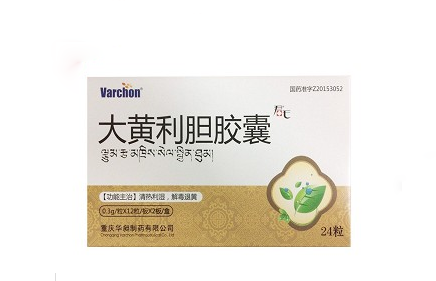 Varchon®
国药准字Z20153052
大黄利胆胶囊
【功能主治】清热利湿，解毒退黄
0.3g/粒X12粒/板X2板/盒
重庆华森制药有限公司
24粒